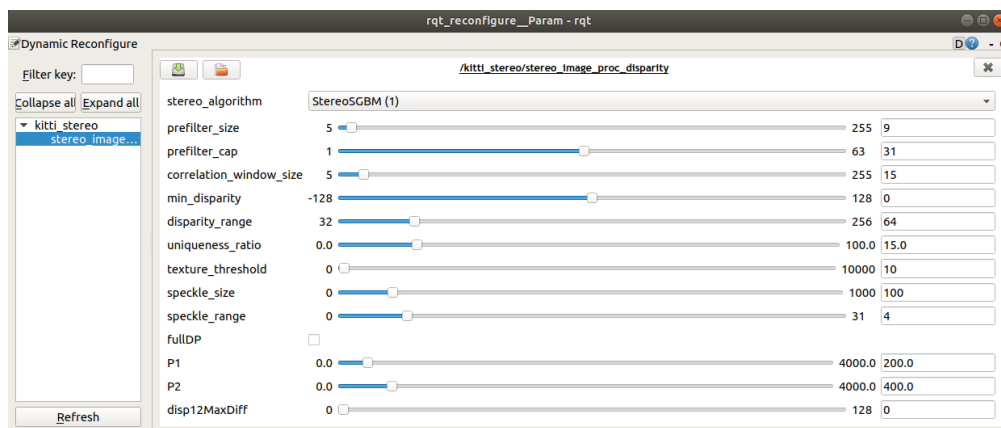 rqt_reconfigure__Param - rqt
Dynamic Reconfigure
D
-
Filter key:
/kitti_stereo/stereo_image_proc_disparity
Collapse all Expand all
kitti_stereo
stereo_image...
stereo_algorithm StereoSGBM (1)
prefilter_size 5 255 9
prefilter_cap 1 63 31
correlation_window_size 5 255 15
min_disparity -128 128 0
disparity_range 32 256 64
uniqueness_ratio 0.0 100.0 15.0
texture_threshold 0 10000 10
speckle_size 0 1000 100
speckle_range 0 31 4
fullDP
P1 0.0 4000.0 200.0
P2 0.0 4000.0 400.0
disp12MaxDiff 0 128 0
Refresh